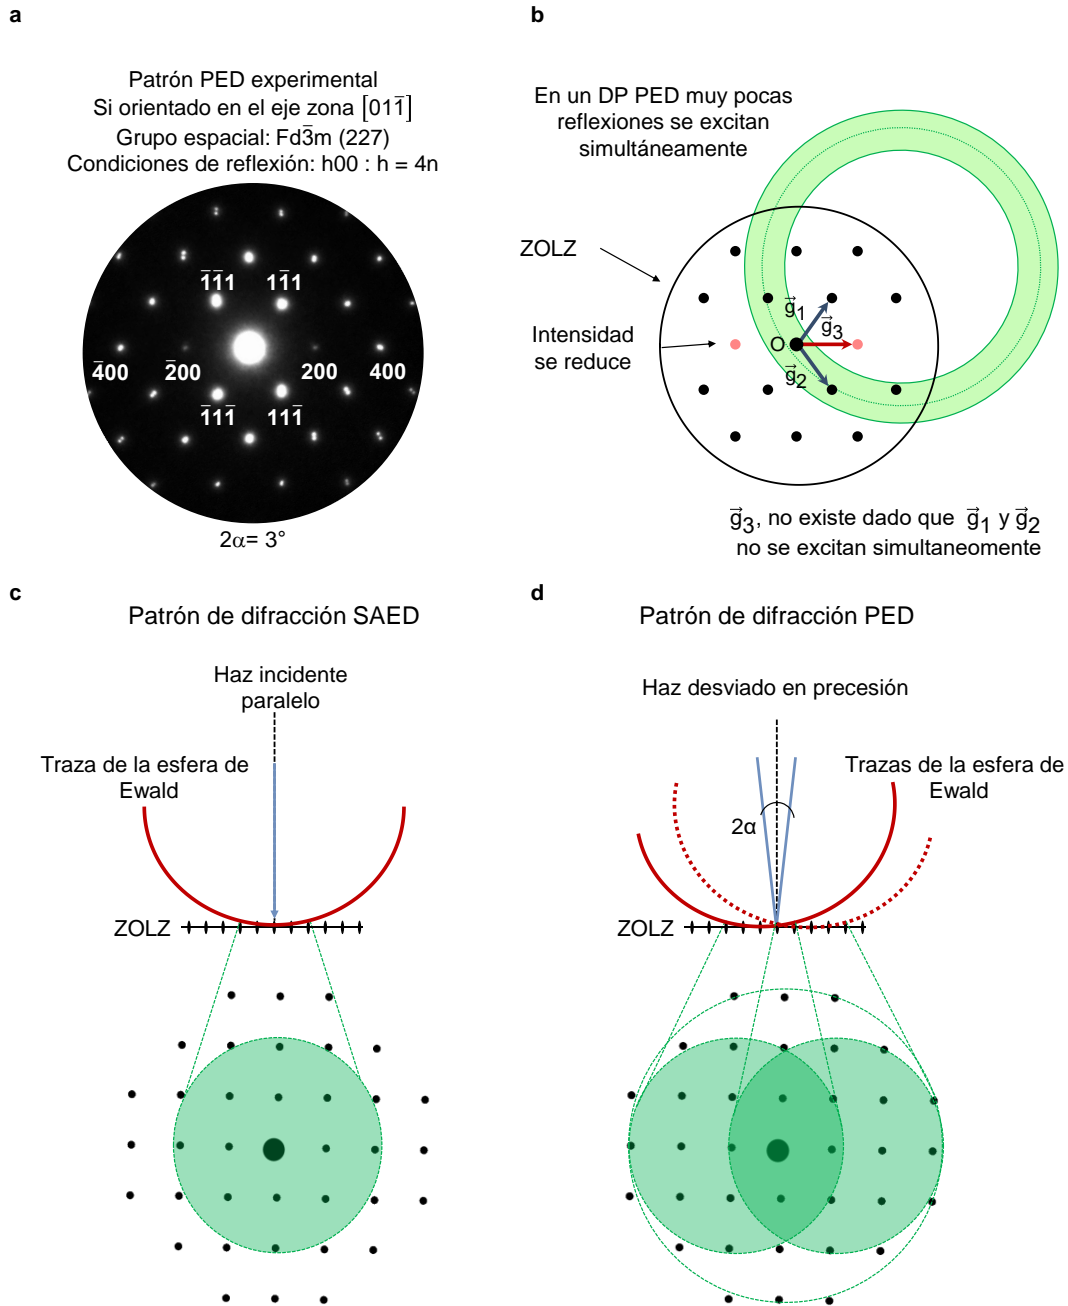 a
Patrón PED experimental
Si orientado en el eje zona [011̅]
Grupo espacial: Fd3̅m (227)
Condiciones de reflexión: h00 : h = 4n
1̅1̅1 11̅1
4̅00 2̅00 200 400
1̅11̅ 111̅
2α= 3°
b
En un DP PED muy pocas
reflexiones se excitan
simultáneamente
ZOLZ
Intensidad
se reduce
g⃗1
O g⃗3
g⃗2
g⃗3, no existe dado que g⃗1 y g⃗2
no se excitan simultaneomente
c
Patrón de difracción SAED
Haz incidente
paralelo
Traza de la esfera de
Ewald
ZOLZ
d
Patrón de difracción PED
Haz desviado en precesión
Trazas de la esfera de
Ewald
2α
ZOLZ